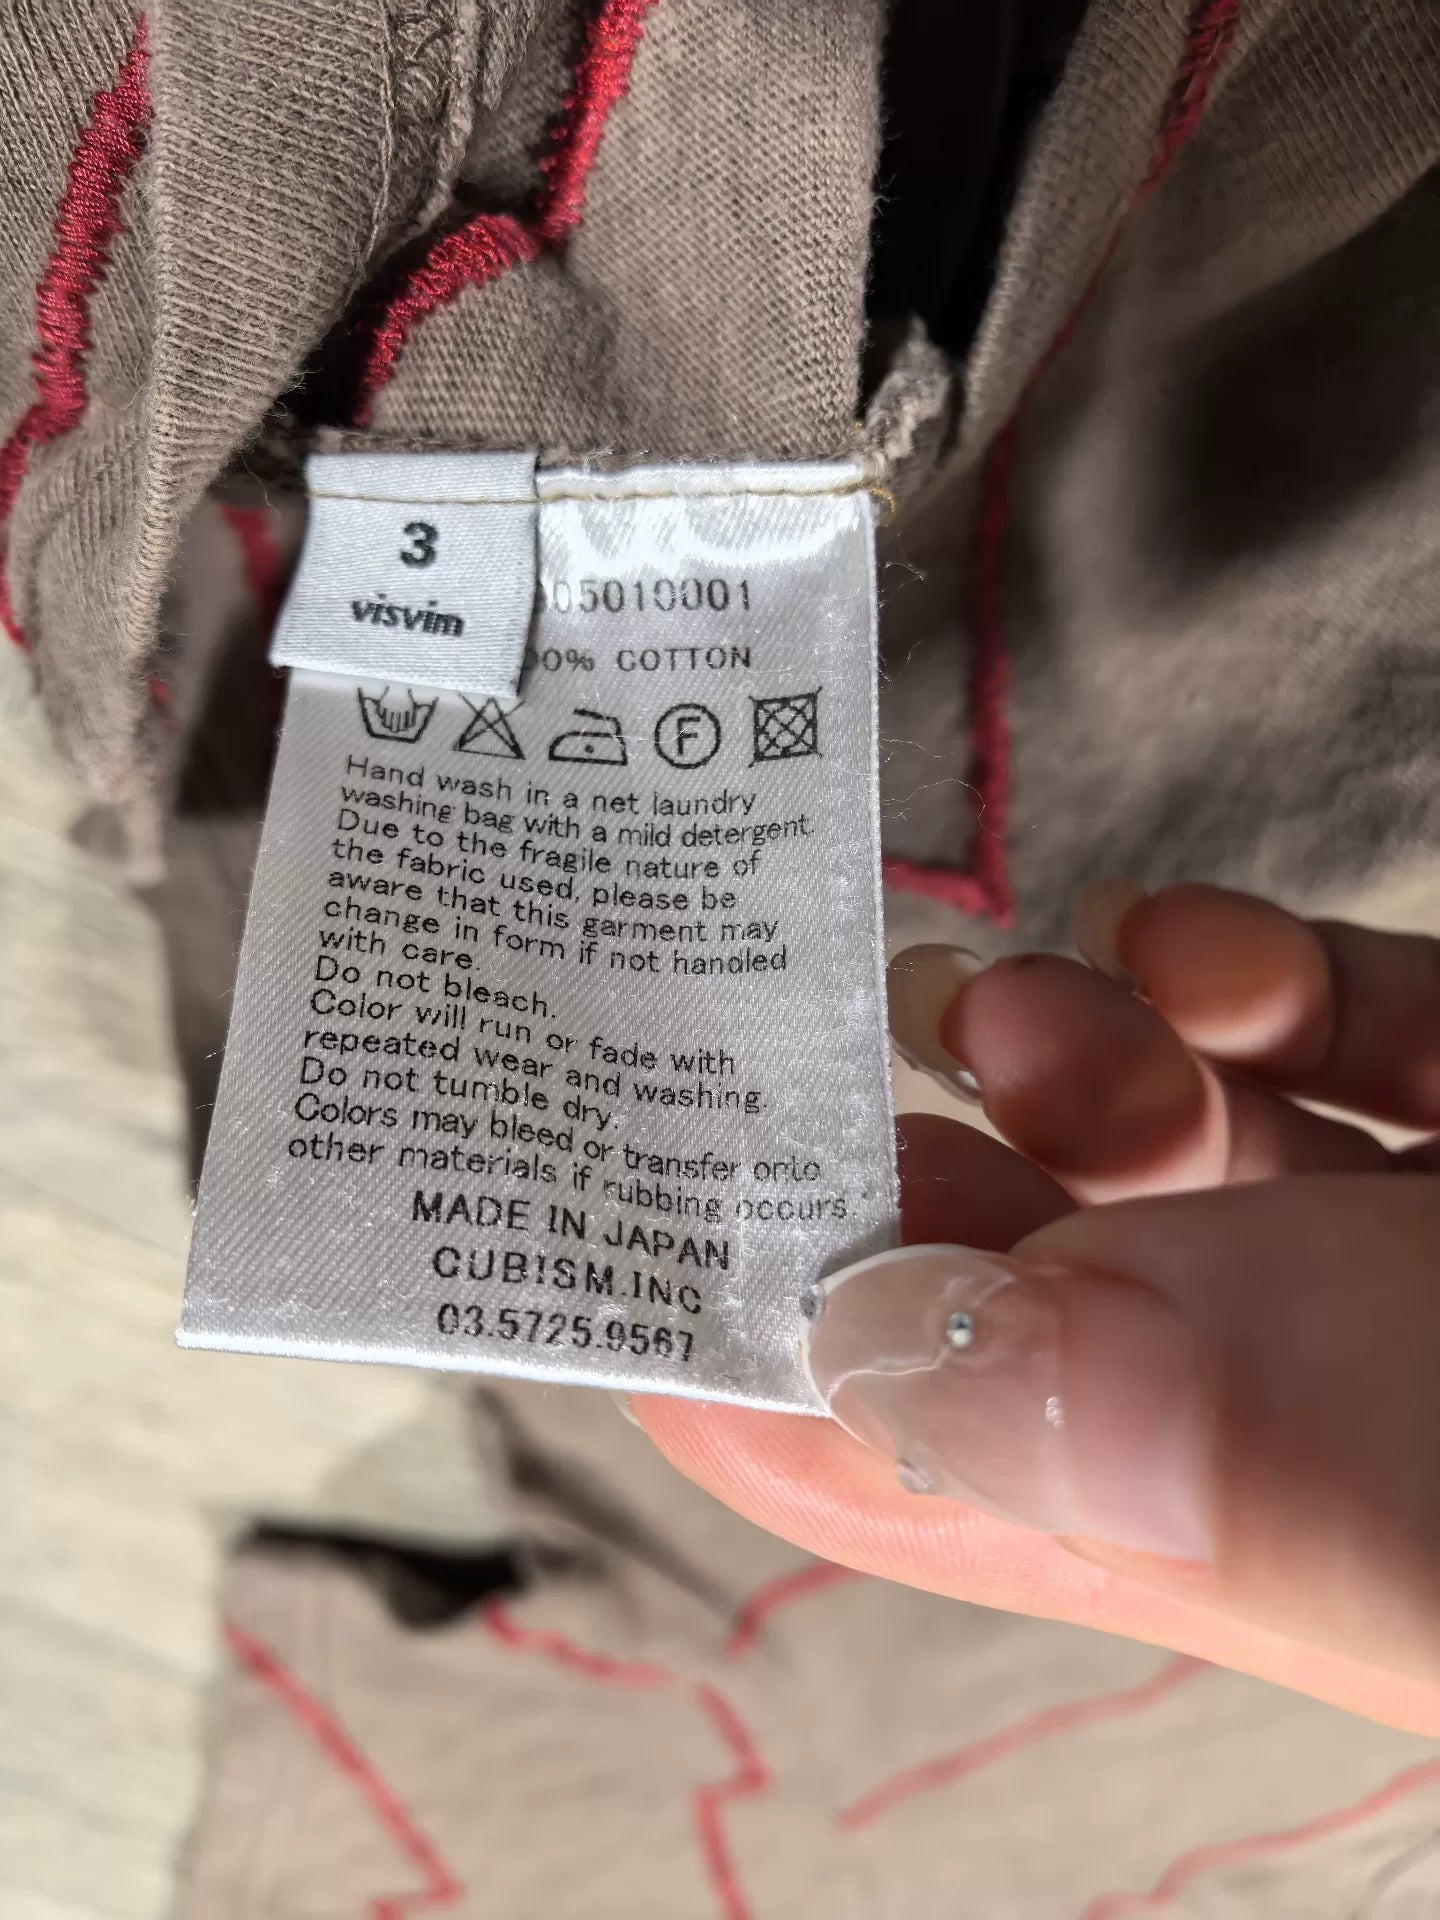 3
visvim
05010001
0% COTTON
F
Hand wash in a net laundry
washing bag with a mild detergent.
Due to the fragile nature of
the fabric used, please be
aware that this garment may
change in form if not handled
with care.
Do not bleach.
Color will run or fade with
repeated wear and washing.
Do not tumble dry.
Colors may bleed or transfer onto
other materials if rubbing occurs.
MADE IN JAPAN
CUBISM.INC
03.5725.9567